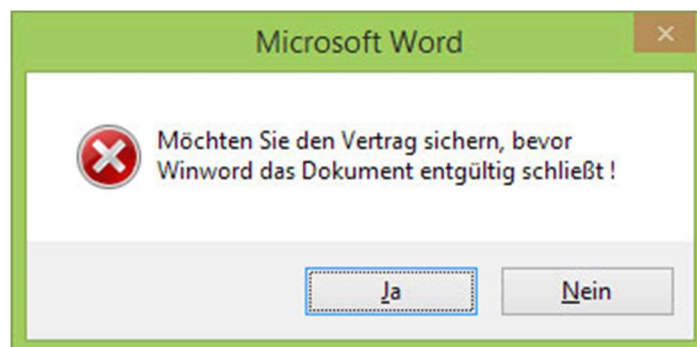 Microsoft Word
Möchten Sie den Vertrag sichern, bevor
Winword das Dokument entgültig schließt !
Ja
Nein